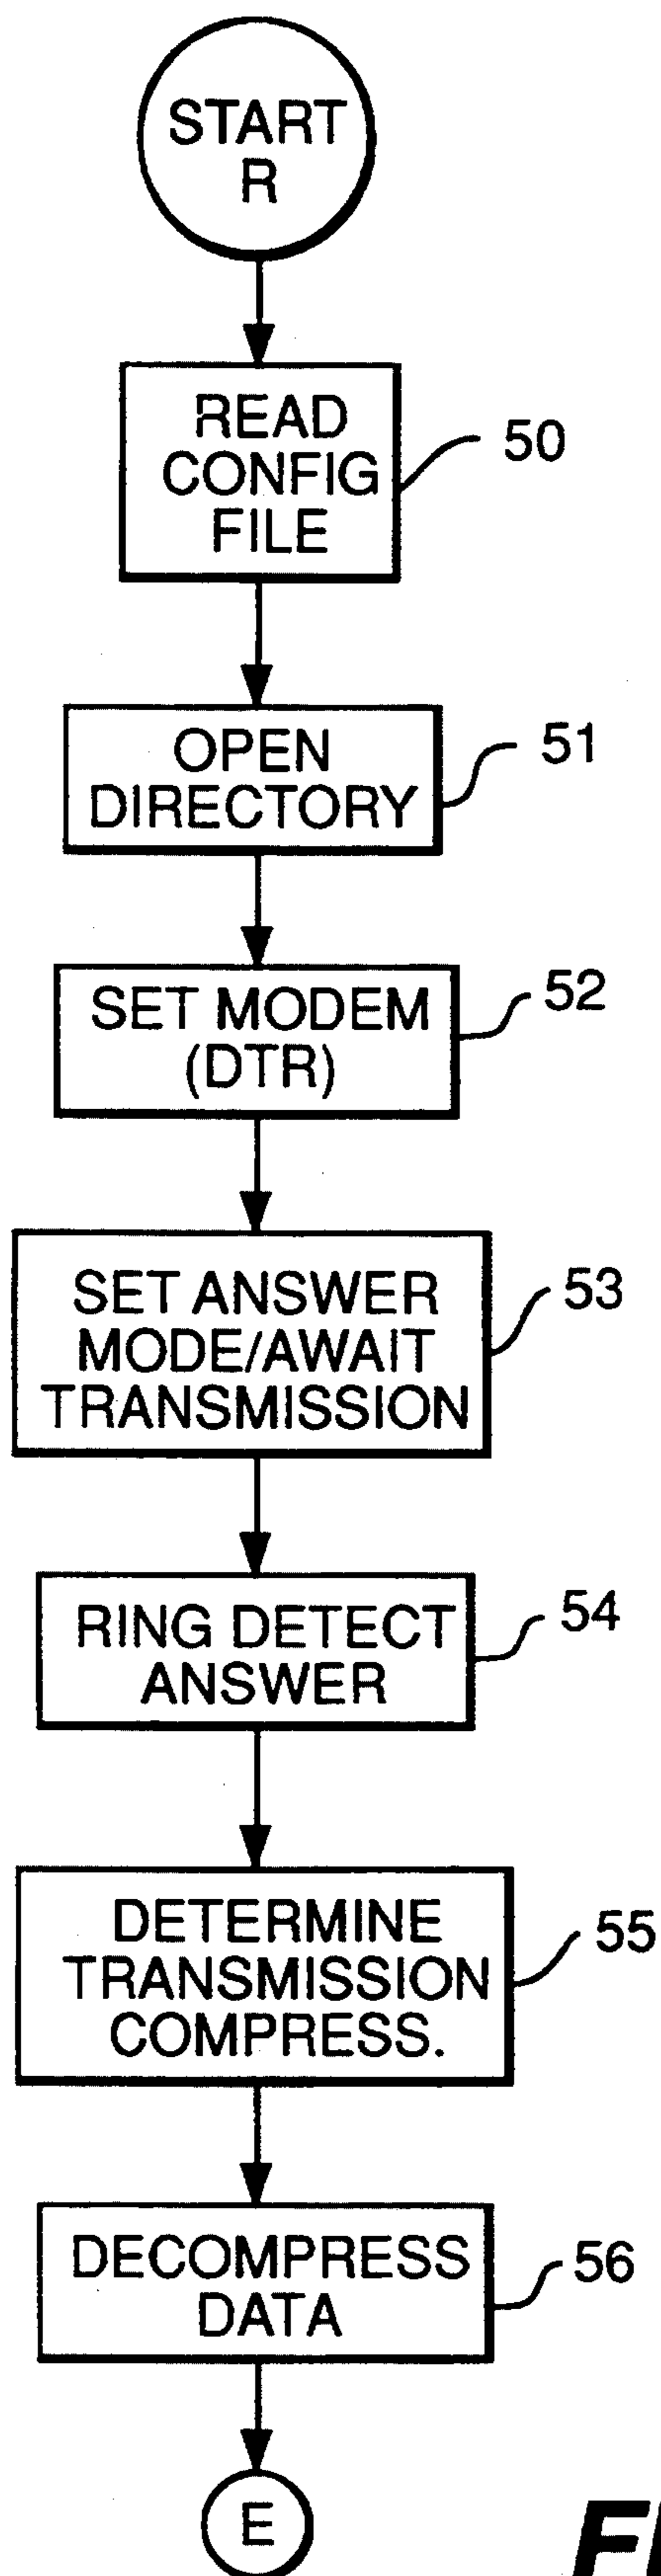 START
R
READ
CONFIG
FILE
50
OPEN
DIRECTORY
51
SET MODEM
(DTR)
52
SET ANSWER
MODE/AWAIT
TRANSMISSION
53
RING DETECT
ANSWER
54
DETERMINE
TRANSMISSION
COMPRESS.
55
DECOMPRESS
DATA
56
E